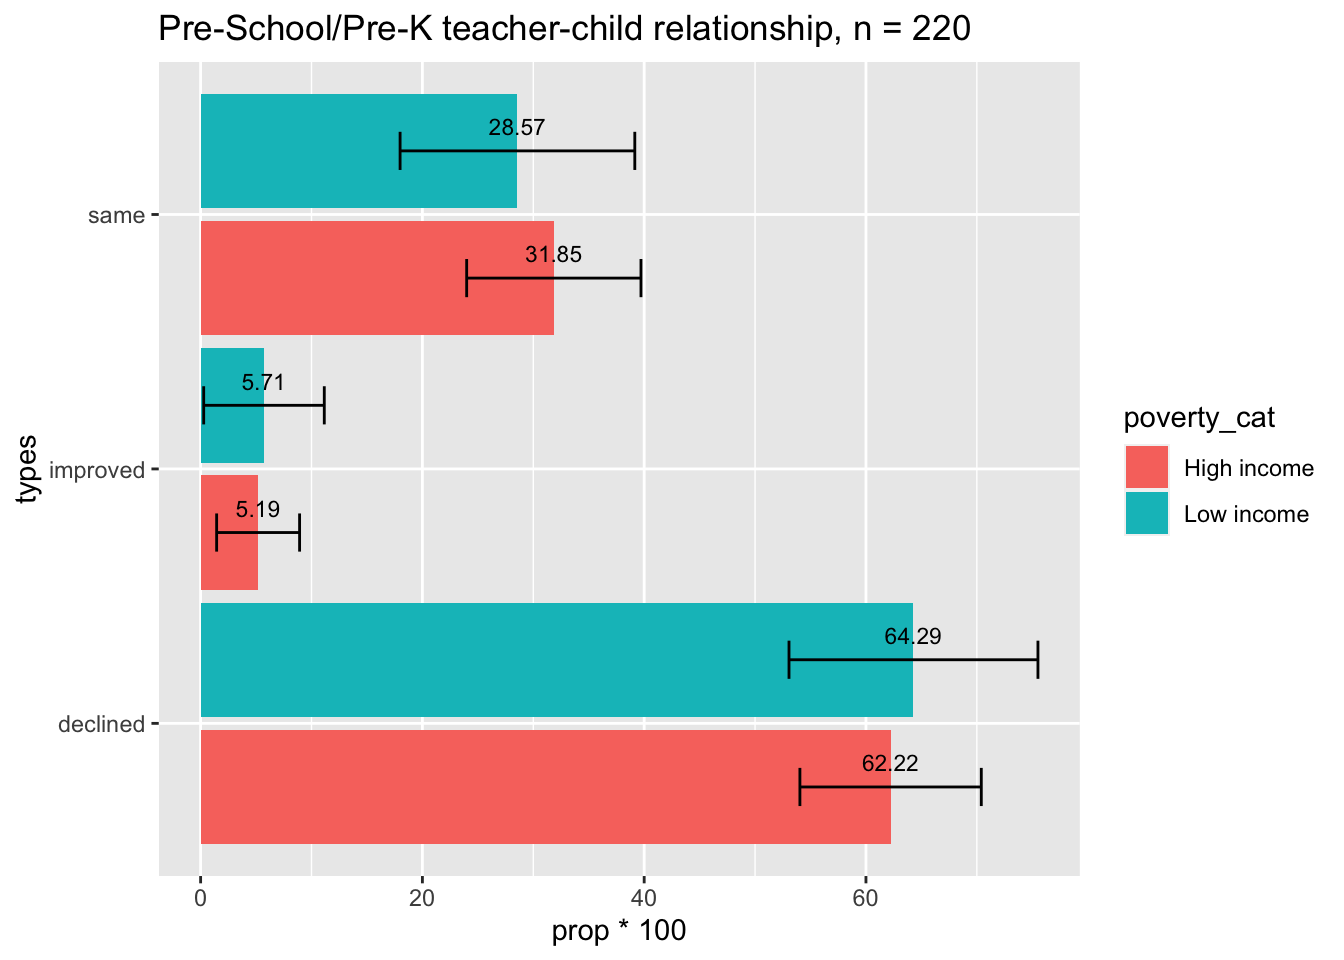 Pre-School/Pre-K teacher-child relationship, n = 220
28.57
same
31.85
5.71
improved
5.19
64.29
declined
62.22
types
0 20 40 60
prop * 100
poverty_cat
High income
Low income